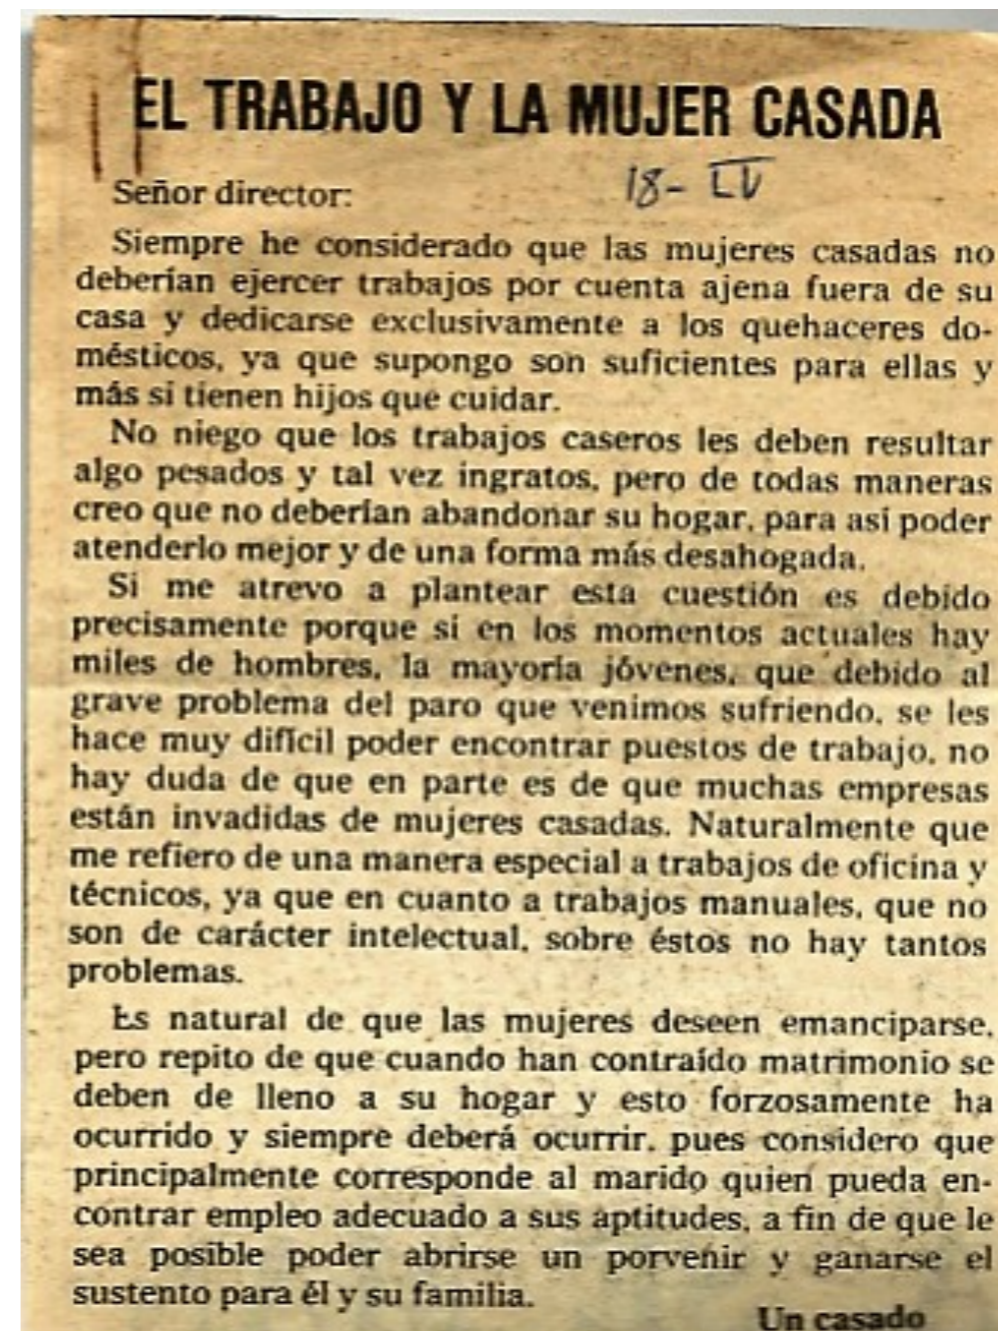 EL TRABAJO Y LA MUJER CASADA
18-IV
Señor director:
Siempre he considerado que las mujeres casadas no
deberían ejercer trabajos por cuenta ajena fuera de su
casa y dedicarse exclusivamente a los quehaceres do-
mésticos, ya que supongo son suficientes para ellas y
más si tienen hijos que cuidar.
No niego que los trabajos caseros les deben resultar
algo pesados y tal vez ingratos, pero de todas maneras
creo que no deberían abandonar su hogar, para así poder
atenderlo mejor y de una forma más desahogada.
Si me atrevo a plantear esta cuestión es debido
precisamente porque si en los momentos actuales hay
miles de hombres, la mayoría jóvenes, que debido al
grave problema del paro que venimos sufriendo, se les
hace muy difícil poder encontrar puestos de trabajo, no
hay duda de que en parte es de que muchas empresas
están invadidas de mujeres casadas. Naturalmente que
me refiero de una manera especial a trabajos de oficina y
técnicos, ya que en cuanto a trabajos manuales, que no
son de carácter intelectual, sobre éstos no hay tantos
problemas.
Es natural de que las mujeres deseen emanciparse,
pero repito de que cuando han contraído matrimonio se
deben de lleno a su hogar y esto forzosamente ha
ocurrido y siempre deberá ocurrir, pues considero que
principalmente corresponde al marido quien pueda en-
contrar empleo adecuado a sus aptitudes, a fin de que le
sea posible poder abrirse un porvenir y ganarse el
sustento para él y su familia.
Un casado